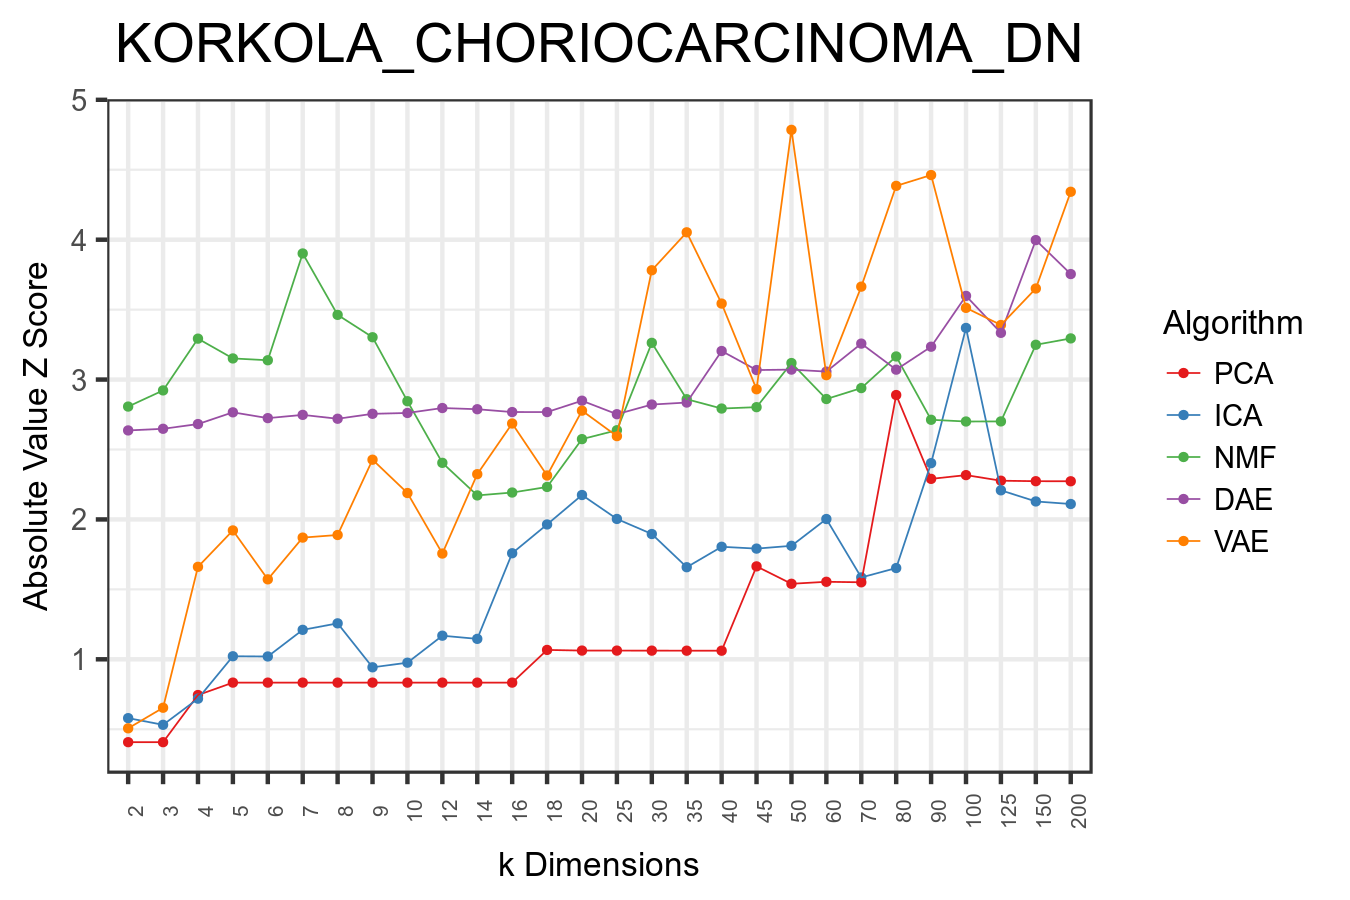 KORKOLA_CHORIOCARCINOMA_DN
5
4
3
2
1
Absolute Value Z Score
2 3 4 5 6 7 8 9 10 12 14 16 18 20 25 30 35 40 45 50 60 70 80 90 100 125 150 200
k Dimensions
Algorithm
PCA
ICA
NMF
DAE
VAE